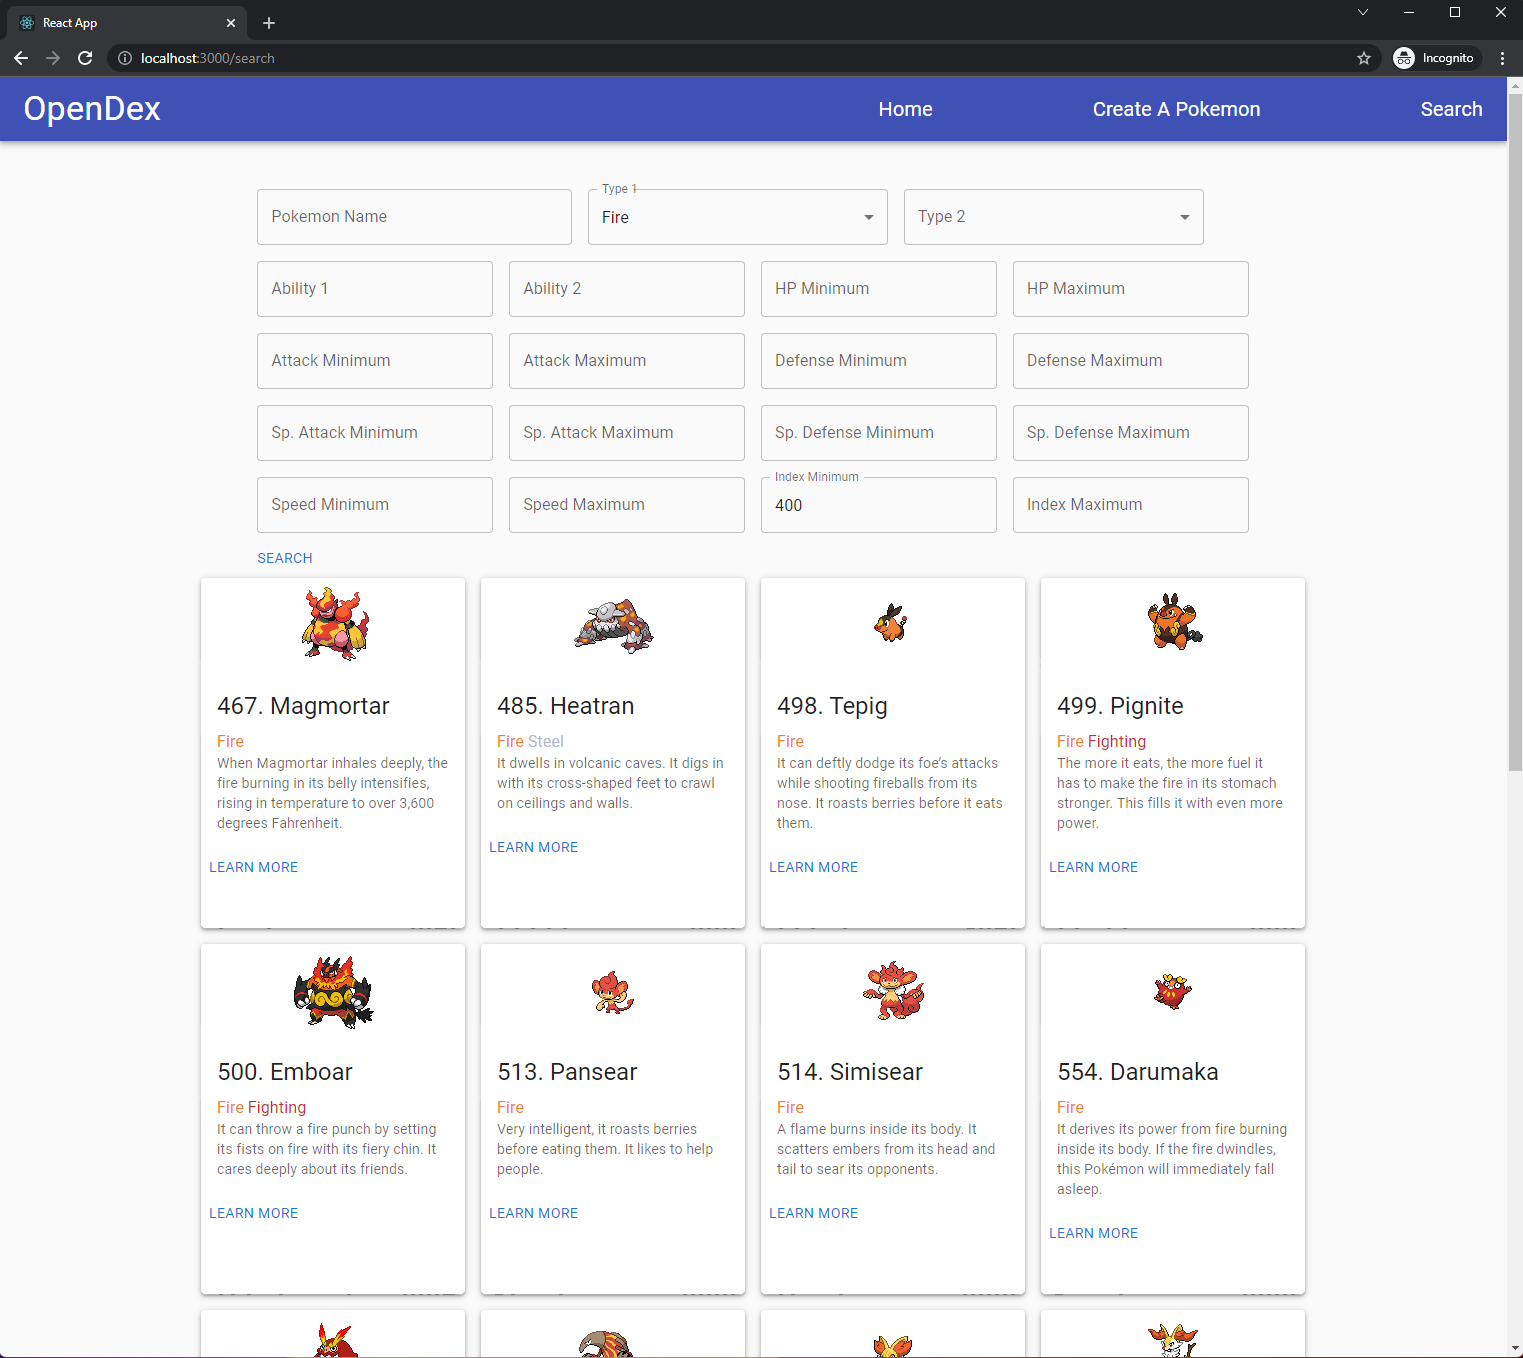 React App
localhost:3000/search
Incognito
OpenDex
Home
Create A Pokemon
Search
Pokemon Name
Type 1
Fire
Type 2
Ability 1
Ability 2
HP Minimum
HP Maximum
Attack Minimum
Attack Maximum
Defense Minimum
Defense Maximum
Sp. Attack Minimum
Sp. Attack Maximum
Sp. Defense Minimum
Sp. Defense Maximum
Speed Minimum
Speed Maximum
Index Minimum
400
Index Maximum
SEARCH
467. Magmortar
Fire
When Magmortar inhales deeply, the
fire burning in its belly intensifies,
rising in temperature to over 3,600
degrees Fahrenheit.
LEARN MORE
485. Heatran
Fire Steel
It dwells in volcanic caves. It digs in
with its cross-shaped feet to crawl
on ceilings and walls.
LEARN MORE
498. Tepig
Fire
It can deftly dodge its foe's attacks
while shooting fireballs from its
nose. It roasts berries before it eats
them.
LEARN MORE
499. Pignite
Fire Fighting
The more it eats, the more fuel it
has to make the fire in its stomach
stronger. This fills it with even more
power.
LEARN MORE
500. Emboar
Fire Fighting
It can throw a fire punch by setting
its fists on fire with its fiery chin. It
cares deeply about its friends.
LEARN MORE
513. Pansear
Fire
Very intelligent, it roasts berries
before eating them. It likes to help
people.
LEARN MORE
514. Simisear
Fire
A flame burns inside its body. It
scatters embers from its head and
tail to sear its opponents.
LEARN MORE
554. Darumaka
Fire
It derives its power from fire burning
inside its body. If the fire dwindles,
this Pokémon will immediately fall
asleep.
LEARN MORE